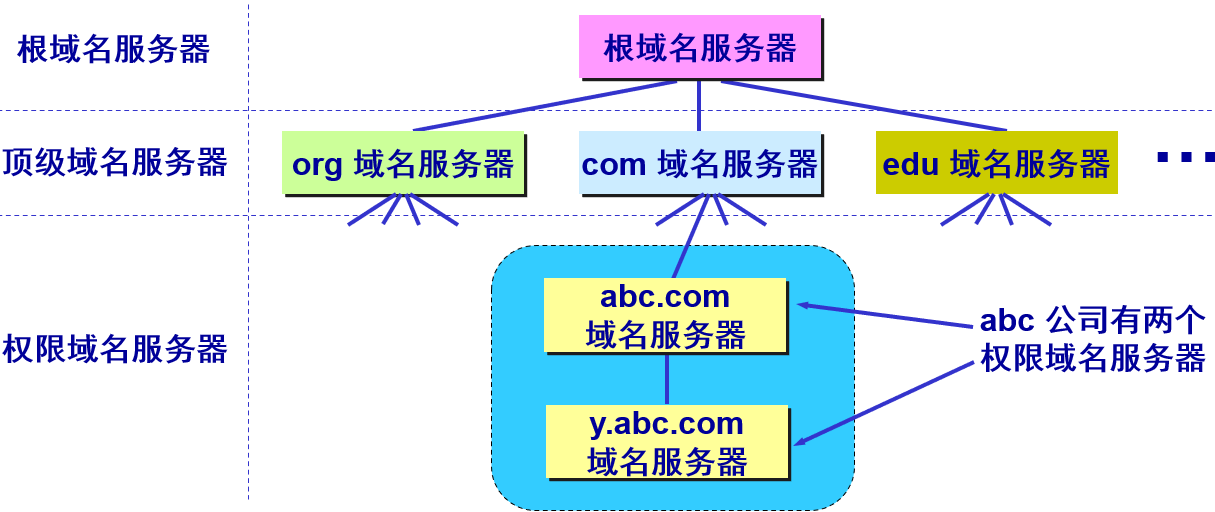 根域名服务器
根域名服务器
顶级域名服务器
org 域名服务器
com 域名服务器
edu 域名服务器
...
权限域名服务器
abc.com
域名服务器
y.abc.com
域名服务器
abc 公司有两个
权限域名服务器